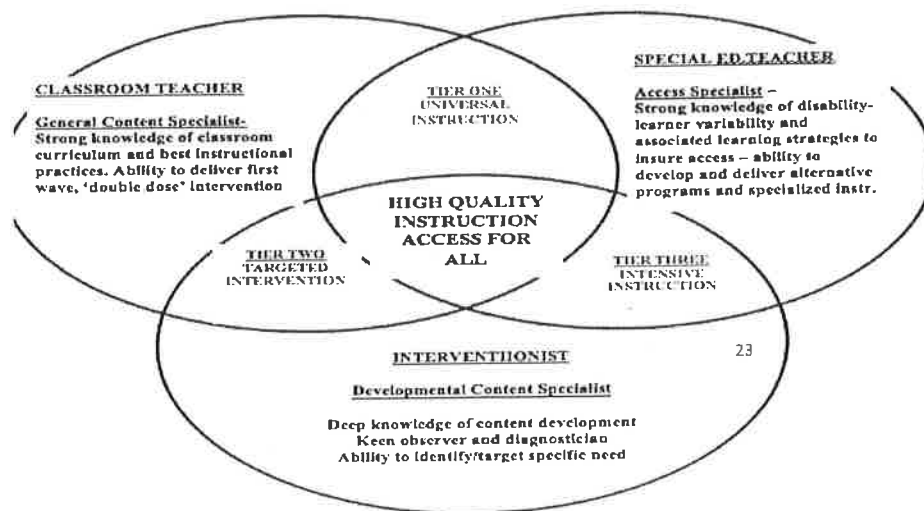 CLASSROOM TEACHER
General Content Specialist-
Strong knowledge of classroom
curriculum and best instructional
practices. Ability to deliver first
wave, 'double dose' intervention
TIER ONE
UNIVERSAL
INSTRUCTION
SPECIAL ED.TEACHER
Access Specialist –
Strong knowledge of disability-
learner variability and
associated learning strategies to
insure access – ability to
develop and deliver alternative
programs and specialized instr.
HIGH QUALITY
INSTRUCTION
ACCESS FOR
ALL
TIER TWO
TARGETED
INTERVENTION
TIER THREE
INTENSIVE
INSTRUCTION
INTERVENTIIONIST
Developmental Content Specialist
Deep knowledge of content development
Keen observer and diagnostician
Ability to identify/target specific need
23